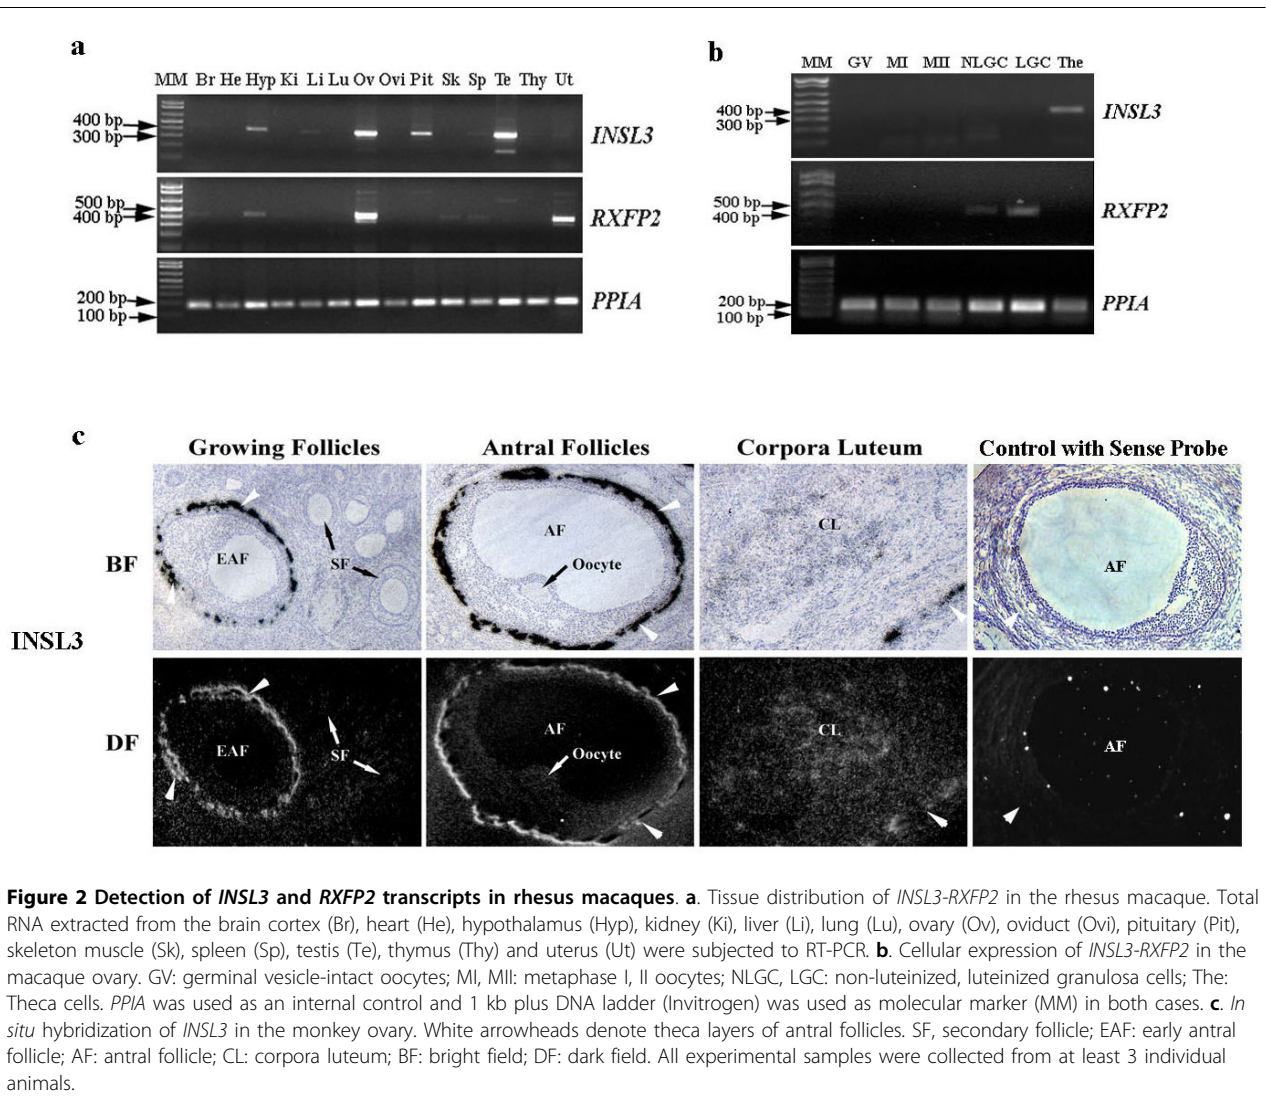 a
MM Br He Hyp Ki Li Lu Ov Ovi Pit Sk Sp Te Thy Ut
400 bp
300 bp
INSL3
500 bp
400 bp
RXFP2
200 bp
100 bp
PPIA
b
MM GV MI MII NLGC LGC The
400 bp
300 bp
INSL3
500 bp
400 bp
RXFP2
200 bp
100 bp
PPIA
c
Growing Follicles Antral Follicles Corpora Luteum Control with Sense Probe
INSL3
BF
EAF
SF
AF
Oocyte
CL
AF
DF
EAF
SF
AF
Oocyte
CL
AF
Figure 2 Detection of INSL3 and RXFP2 transcripts in rhesus macaques. a. Tissue distribution of INSL3-RXFP2 in the rhesus macaque. Total
RNA extracted from the brain cortex (Br), heart (He), hypothalamus (Hyp), kidney (Ki), liver (Li), lung (Lu), ovary (Ov), oviduct (Ovi), pituitary (Pit),
skeleton muscle (Sk), spleen (Sp), testis (Te), thymus (Thy) and uterus (Ut) were subjected to RT-PCR. b. Cellular expression of INSL3-RXFP2 in the
macaque ovary. GV: germinal vesicle-intact oocytes; MI, MII: metaphase I, II oocytes; NLGC, LGC: non-luteinized, luteinized granulosa cells; The:
Theca cells. PPIA was used as an internal control and 1 kb plus DNA ladder (Invitrogen) was used as molecular marker (MM) in both cases. c. In
situ hybridization of INSL3 in the monkey ovary. White arrowheads denote theca layers of antral follicles. SF, secondary follicle; EAF: early antral
follicle; AF: antral follicle; CL: corpora luteum; BF: bright field; DF: dark field. All experimental samples were collected from at least 3 individual
animals.